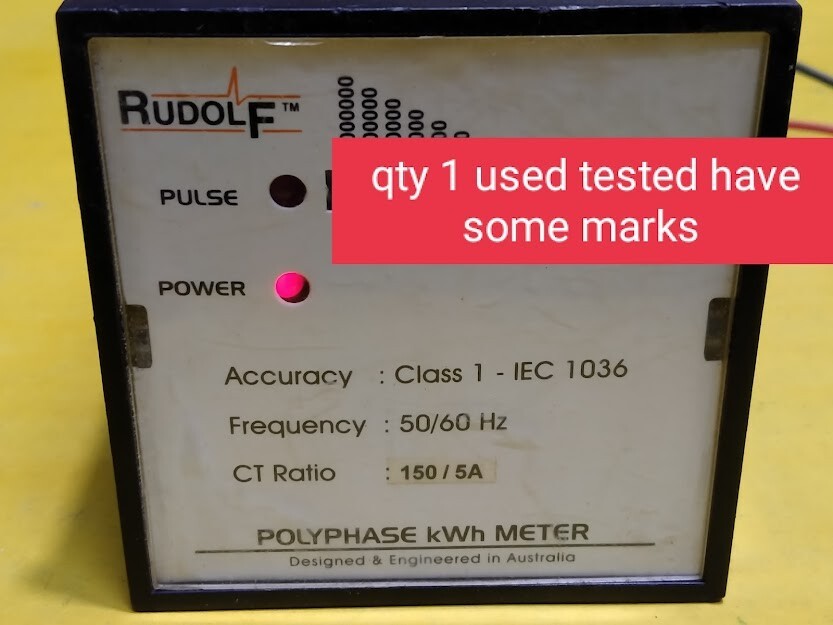 RUDOLF™
qty 1 used tested have
some marks
PULSE
POWER
Accuracy : Class 1 - IEC 1036
Frequency : 50/60 Hz
CT Ratio : 150 / 5A
POLYPHASE kWh METER
Designed & Engineered in Australia